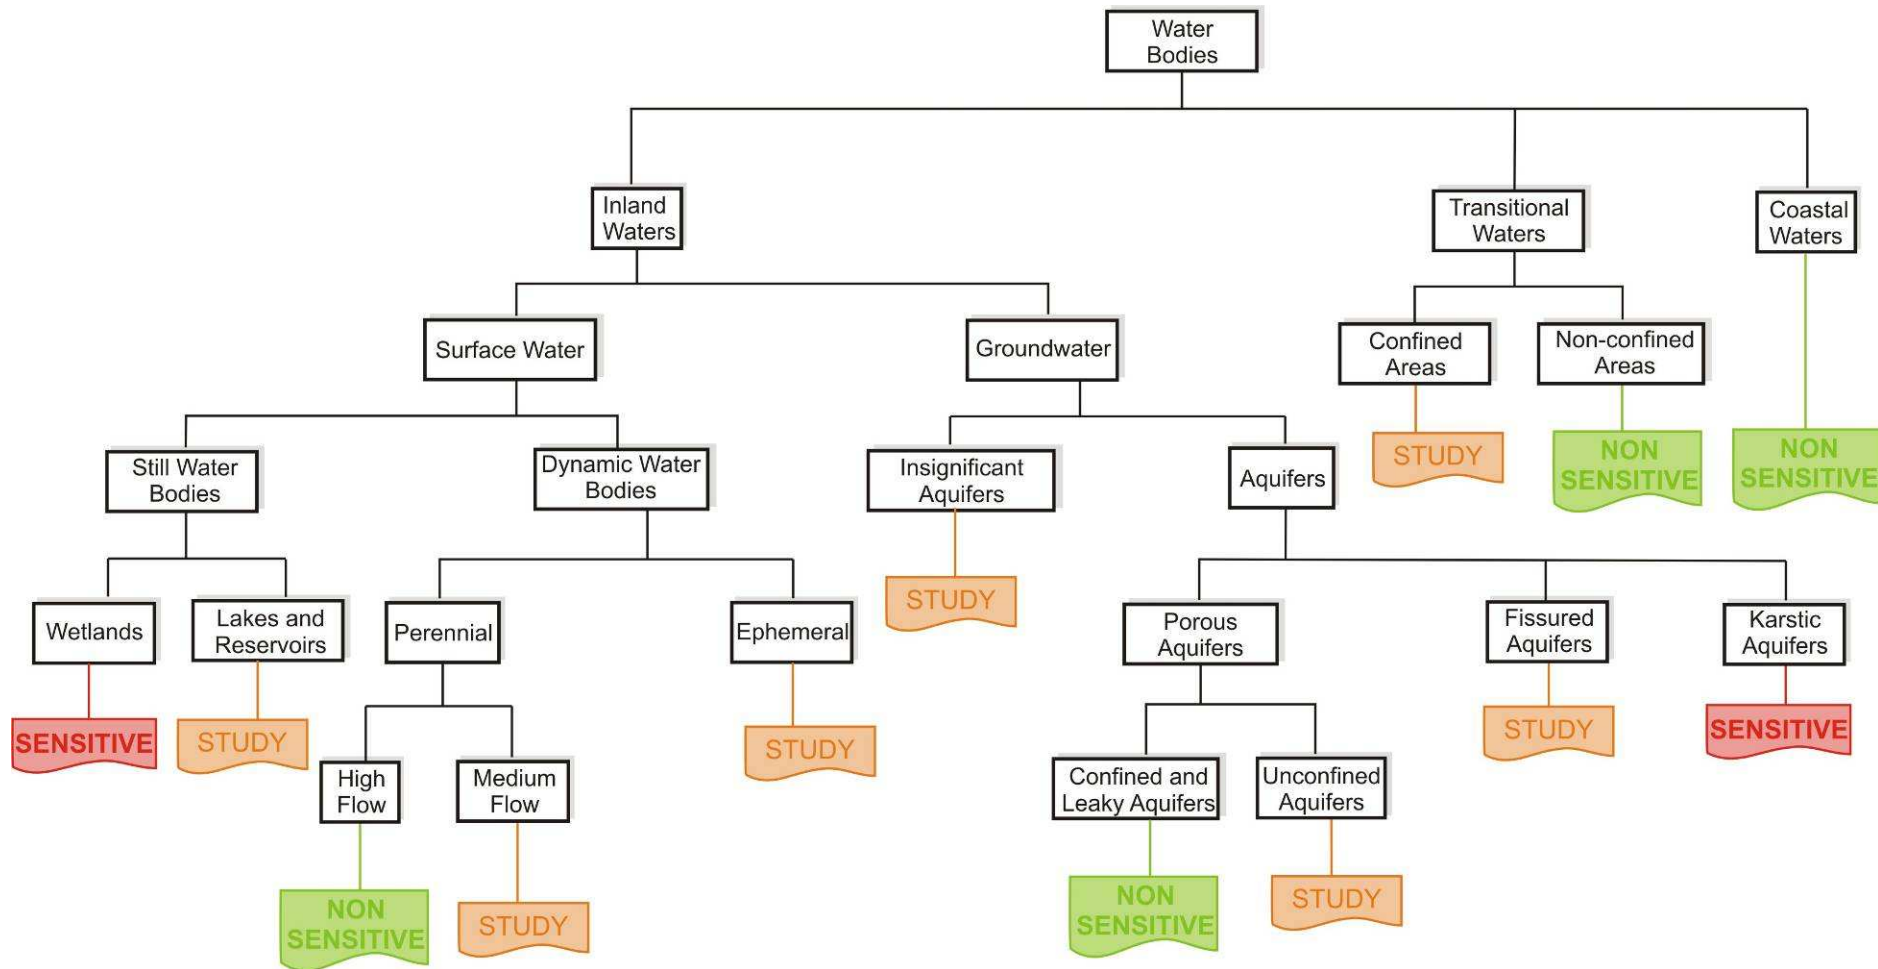 Water
Bodies
Inland
Waters
Transitional
Waters
Coastal
Waters
Surface Water
Groundwater
Confined
Areas
Non-confined
Areas
Still Water
Bodies
Dynamic Water
Bodies
Insignificant
Aquifers
Aquifers
STUDY
NON
SENSITIVE
NON
SENSITIVE
Wetlands
Lakes and
Reservoirs
Perennial
Ephemeral
STUDY
Porous
Aquifers
Fissured
Aquifers
Karstic
Aquifers
SENSITIVE
STUDY
High
Flow
Medium
Flow
STUDY
Confined and
Leaky Aquifers
Unconfined
Aquifers
STUDY
SENSITIVE
NON
SENSITIVE
STUDY
NON
SENSITIVE
STUDY